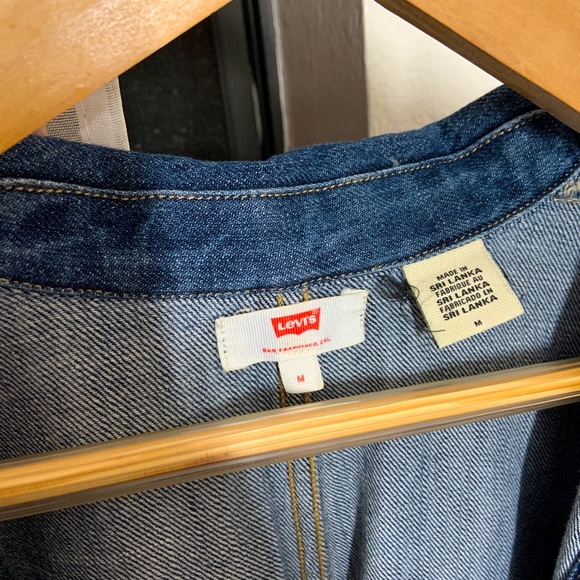 Levi's
SAN FRANCISCO, CAL.
M
MADE IN
SRI LANKA
FABRIQUE AU
SRI LANKA
FABRICADO EN
SRI LANKA
M